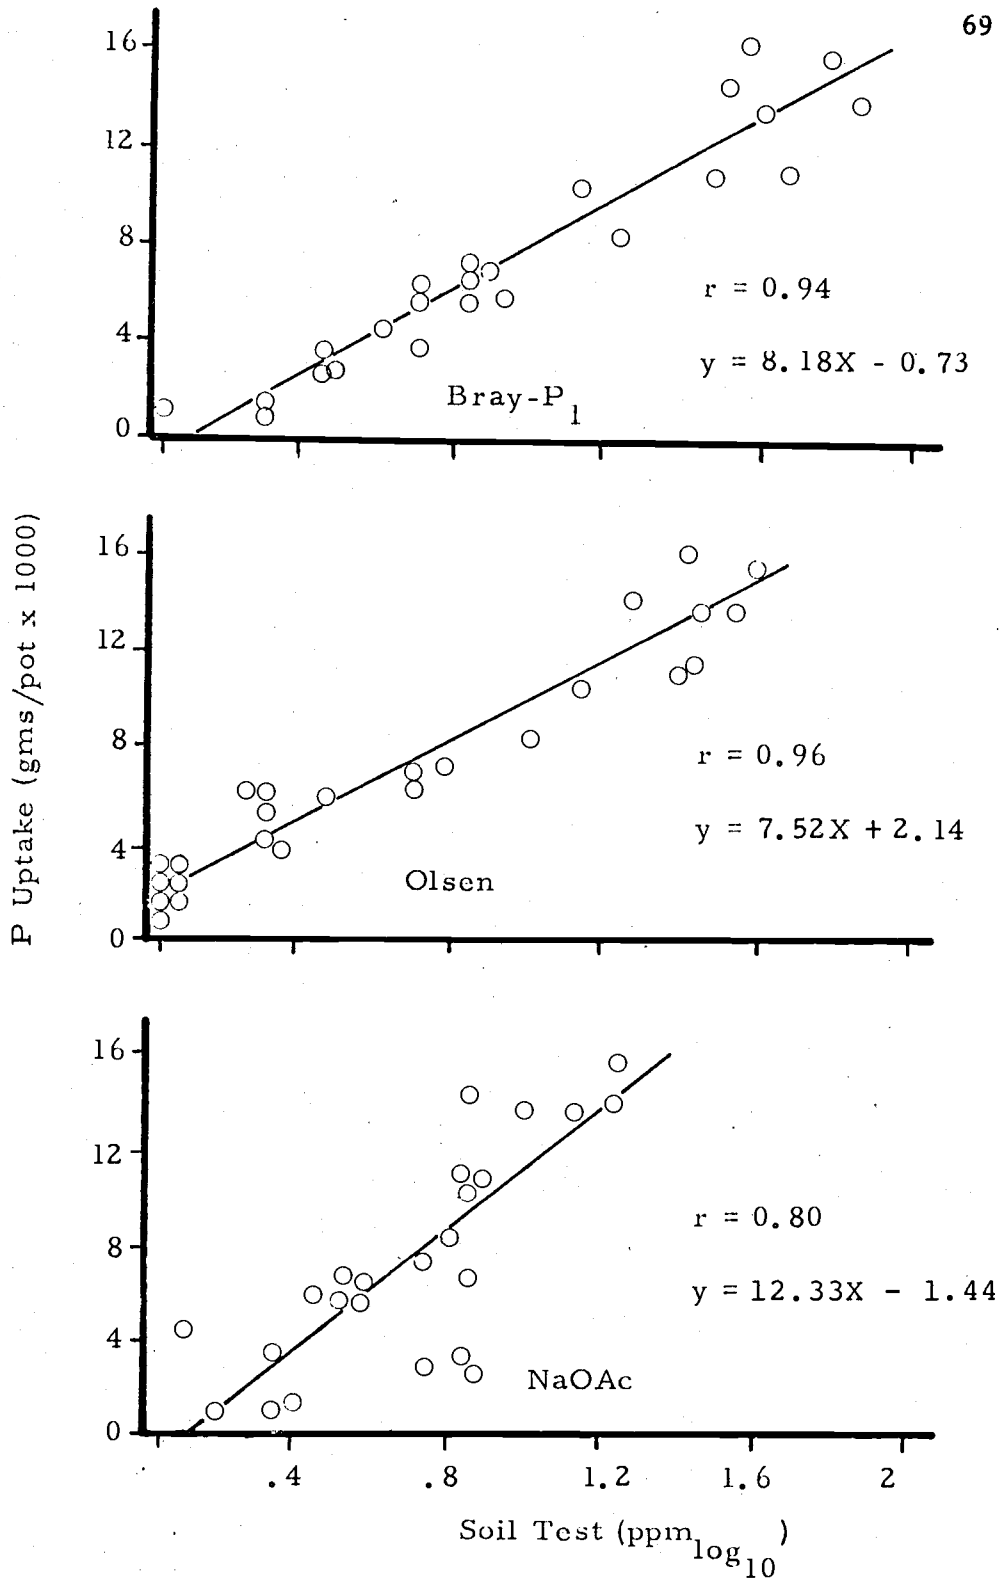 69
16
12
8
4
0
r = 0.94
y = 8.18X - 0.73
Bray-P1
P Uptake (gms/pot x 1000)
16
12
8
4
0
r = 0.96
y = 7.52X + 2.14
Olsen
16
12
8
4
0
r = 0.80
y = 12.33X - 1.44
NaOAc
.4 .8 1.2 1.6 2
Soil Test (ppm log10)